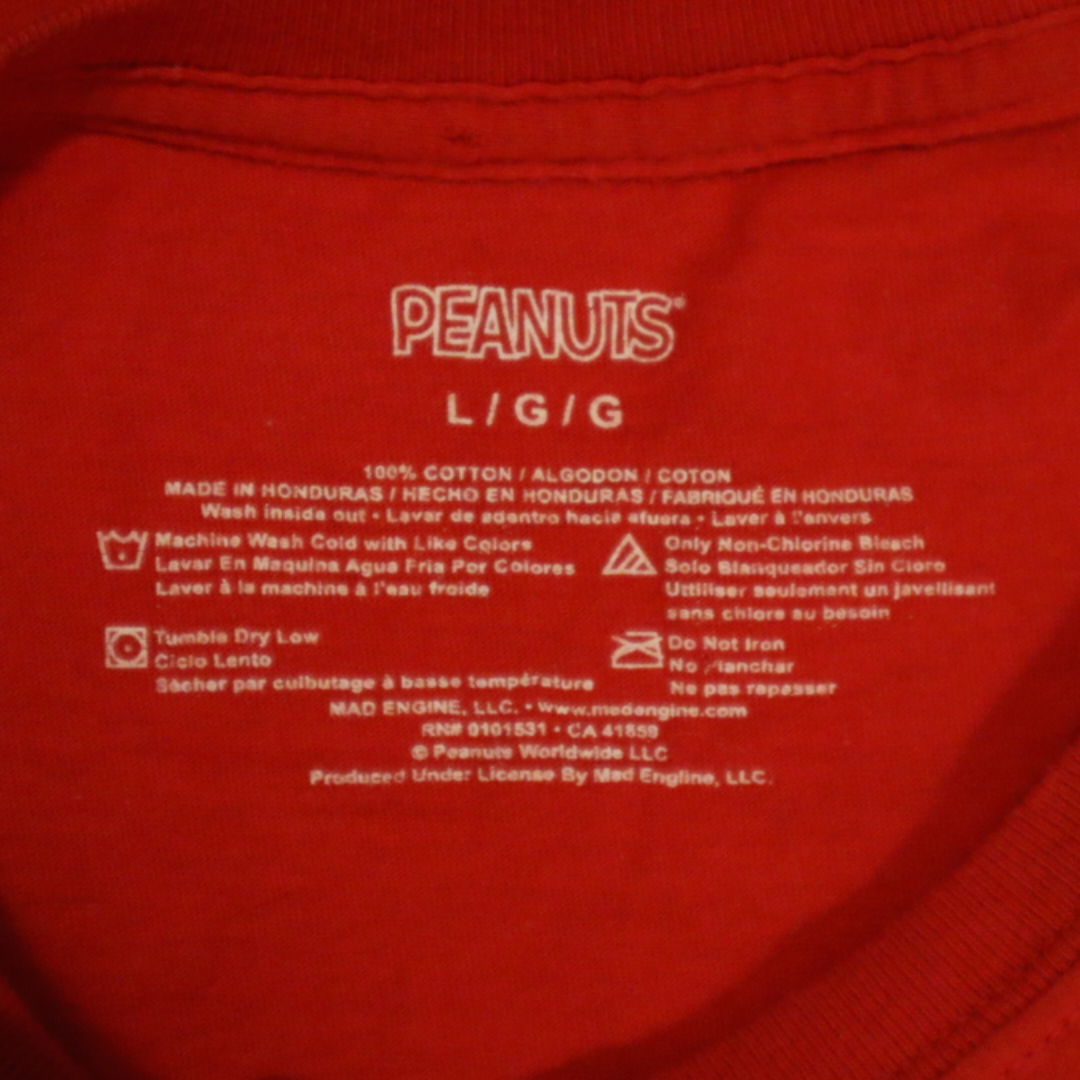 PEANUTS®
L / G / G
100% COTTON / ALGODON / COTON
MADE IN HONDURAS / HECHO EN HONDURAS / FABRIQUÉ EN HONDURAS
Wash inside out • Lavar de adentro hacia afuera • Laver à l'envers
Machine Wash Cold with Like Colors
Lavar En Maquina Agua Fria Por Colores
Laver à la machine à l'eau froide
Only Non-Chlorine Bleach
Solo Blanqueador Sin Cloro
Utiliser seulement un javellisant
sans chlore au besoin
Tumble Dry Low
Ciclo Lento
Sècher par culbutage à basse température
Do Not Iron
No Planchar
Ne pas repasser
MAD ENGINE, LLC. • www.madengine.com
RN# 0101531 • CA 41859
© Peanuts Worldwide LLC
Produced Under License By Mad Engline, LLC.